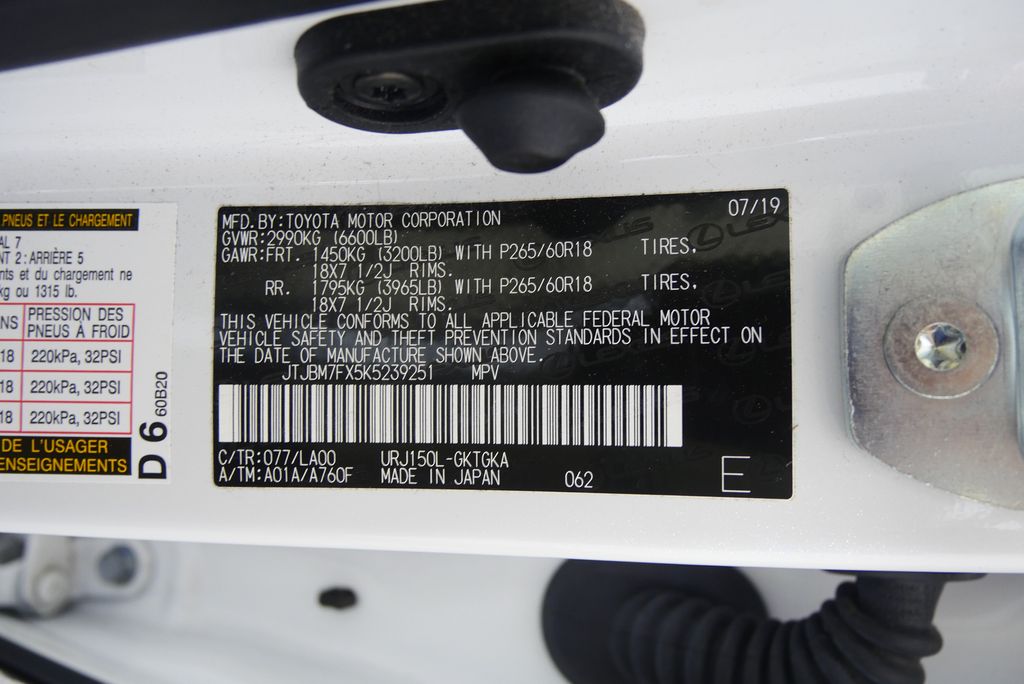 PNEUS ET LE CHARGEMENT
AL 7
NT 2: ARRIÈRE 5
ents et du chargement ne
kg ou 1315 lb.
NS PRESSION DES PNEUS À FROID
18 220kPa, 32PSI
18 220kPa, 32PSI
18 220kPa, 32PSI
DE L'USAGER
ENSEIGNEMENTS
D 6 60B20
MFD.BY:TOYOTA MOTOR CORPORATION 07/19
GVWR:2990KG (6600LB)
GAWR:FRT. 1450KG (3200LB) WITH P265/60R18 TIRES,
18X7 1/2J RIMS.
RR. 1795KG (3965LB) WITH P265/60R18 TIRES,
18X7 1/2J RIMS.
THIS VEHICLE CONFORMS TO ALL APPLICABLE FEDERAL MOTOR
VEHICLE SAFETY AND THEFT PREVENTION STANDARDS IN EFFECT ON
THE DATE OF MANUFACTURE SHOWN ABOVE.
JTJBM7FX5K5239251 MPV
C/TR:077/LA00 URJ150L-GKTGKA
A/TM:A01A/A760F MADE IN JAPAN 062 E